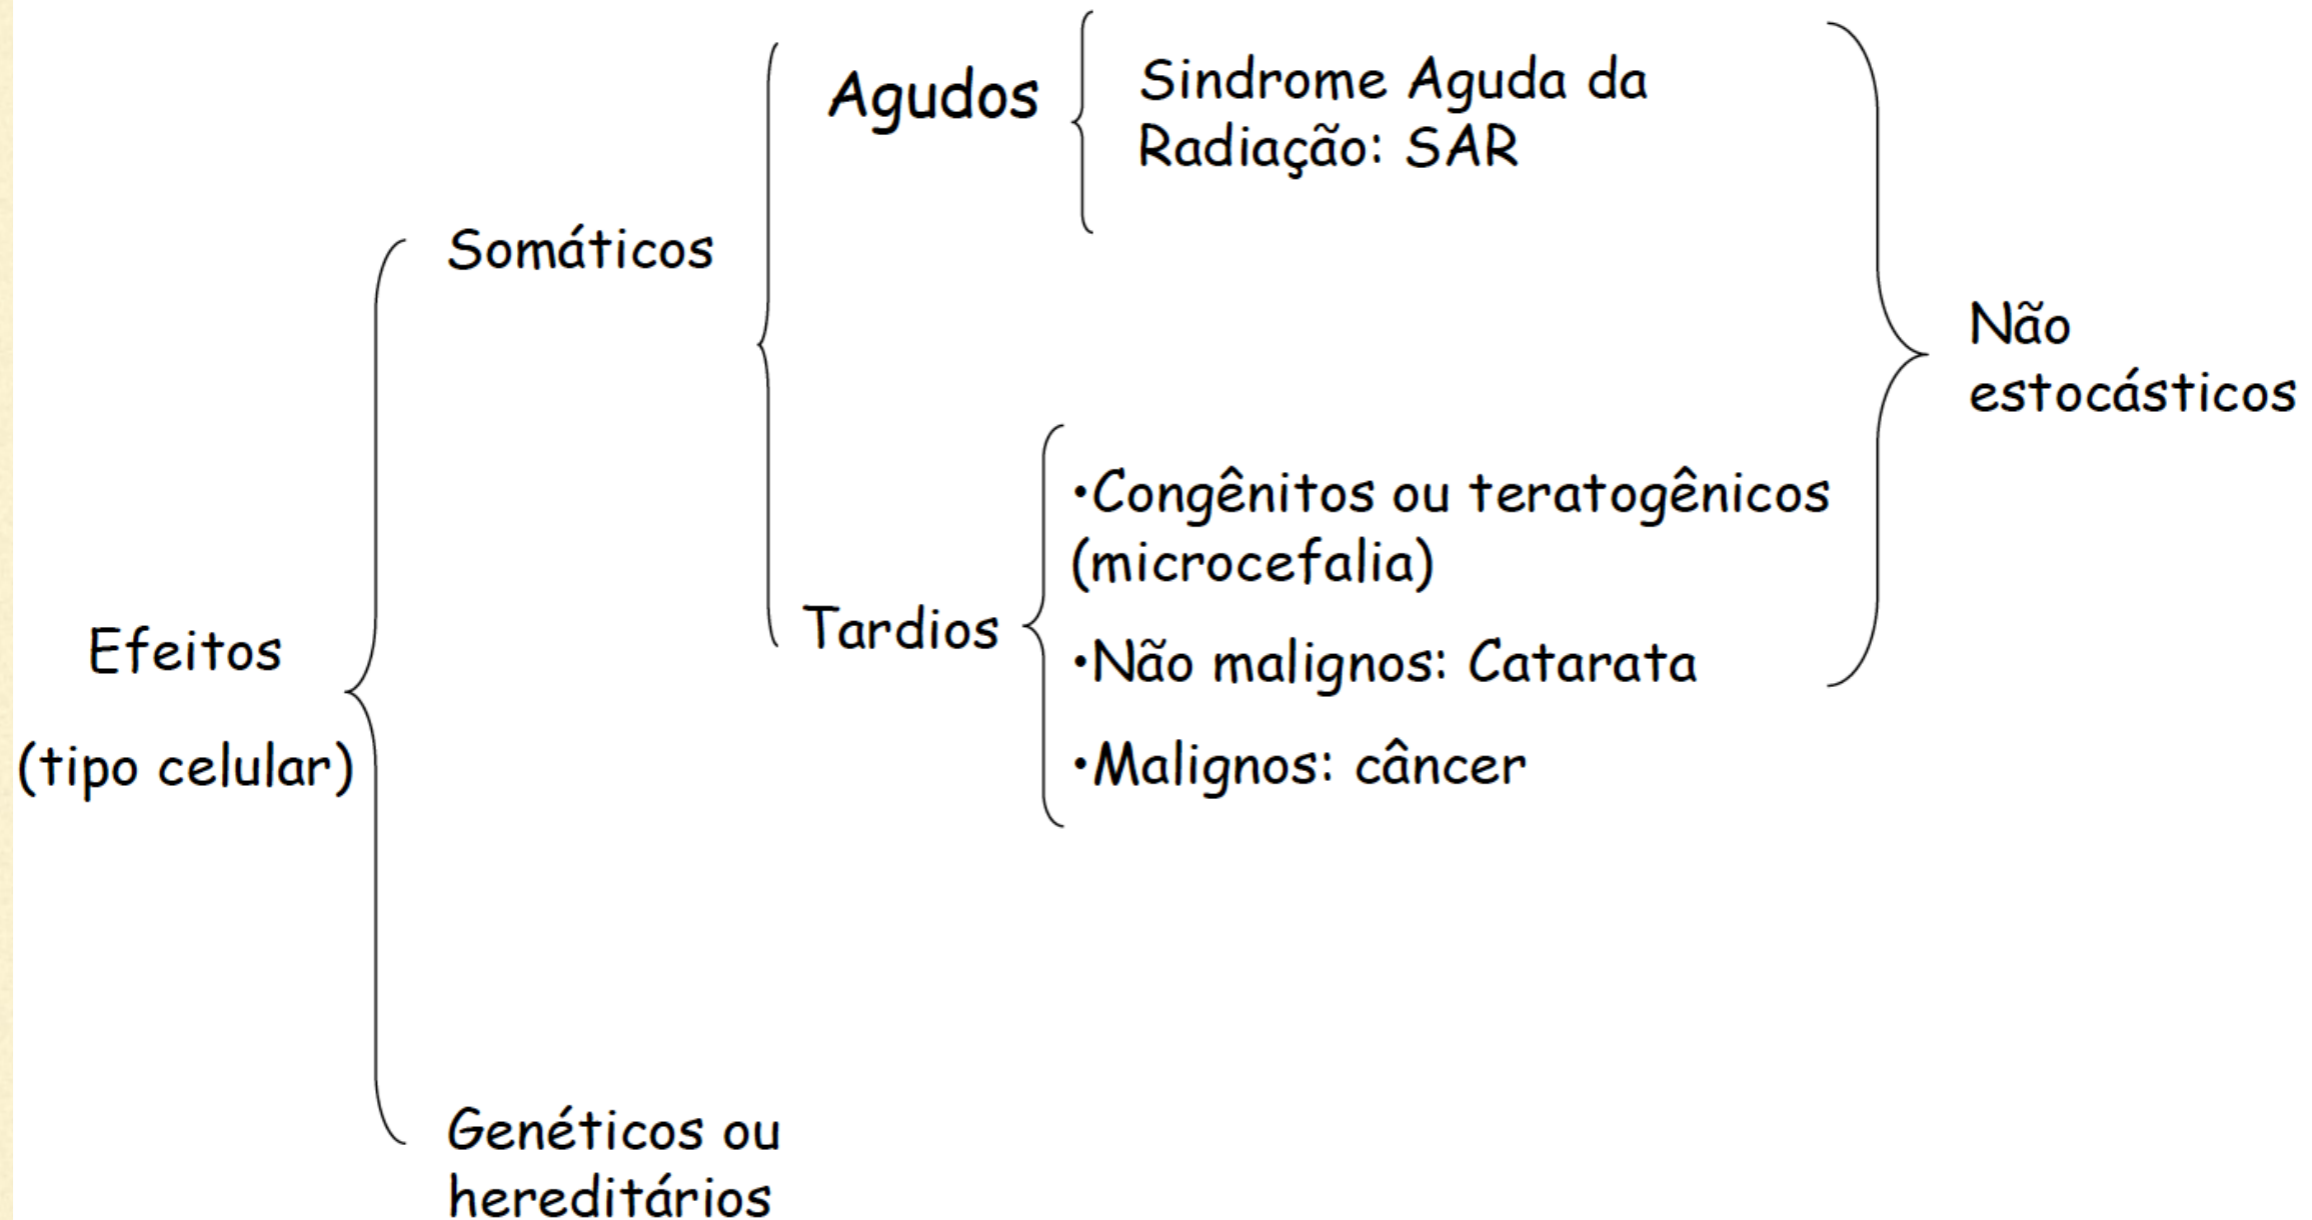 Efeitos
(tipo celular)
Somáticos
Agudos
Sindrome Aguda da
Radiação: SAR
Tardios
•Congênitos ou teratogênicos
(microcefalia)
•Não malignos: Catarata
•Malignos: câncer
Não
estocásticos
Genéticos ou
hereditários